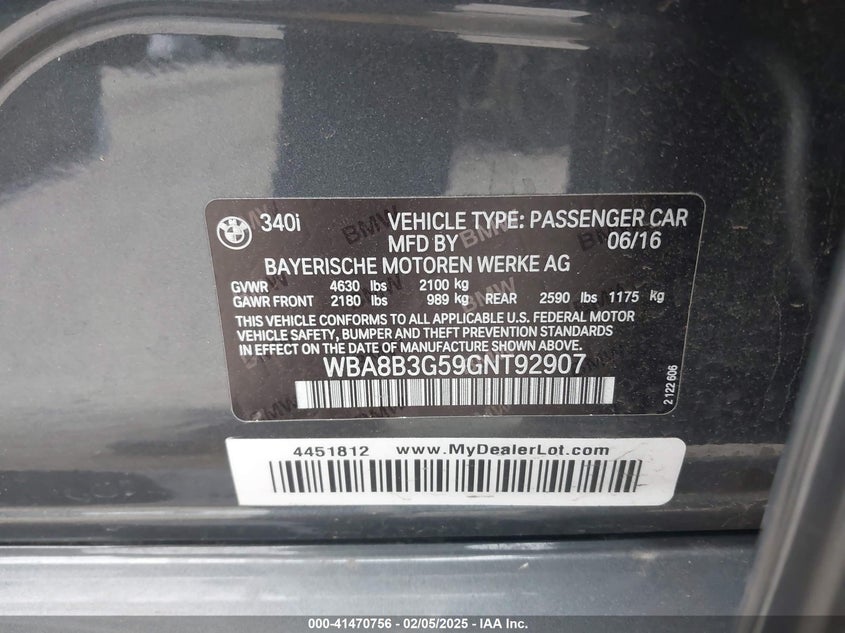 340i VEHICLE TYPE: PASSENGER CAR
MFD BY 06/16
BAYERISCHE MOTOREN WERKE AG
GVWR 4630 lbs 2100 kg
GAWR FRONT 2180 lbs 989 kg REAR 2590 lbs 1175 kg
THIS VEHICLE CONFORMS TO ALL APPLICABLE U.S. FEDERAL MOTOR
VEHICLE SAFETY, BUMPER AND THEFT PREVENTION STANDARDS
IN EFFECT ON THE DATE OF MANUFACTURE SHOWN ABOVE.
WBA8B3G59GNT92907
2 122 606
4451812 www.MyDealerLot.com
000-41470756 - 02/05/2025 - IAA Inc.